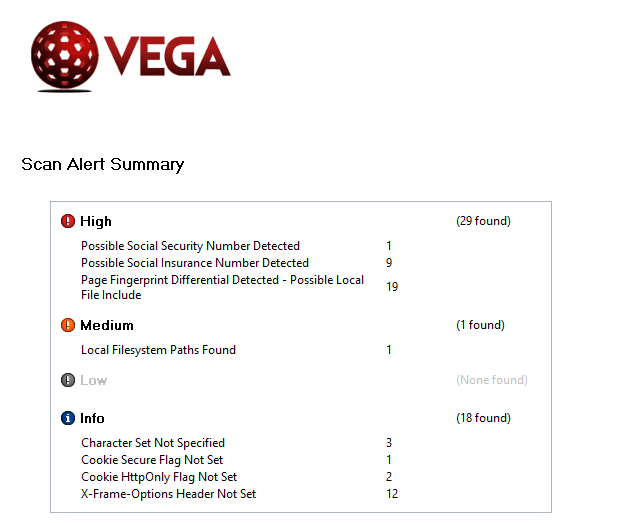 VEGA
Scan Alert Summary
High (29 found)
Possible Social Security Number Detected 1
Possible Social Insurance Number Detected 9
Page Fingerprint Differential Detected - Possible Local
File Include 19
Medium (1 found)
Local Filesystem Paths Found 1
Low (None found)
Info (18 found)
Character Set Not Specified 3
Cookie Secure Flag Not Set 1
Cookie HttpOnly Flag Not Set 2
X-Frame-Options Header Not Set 12